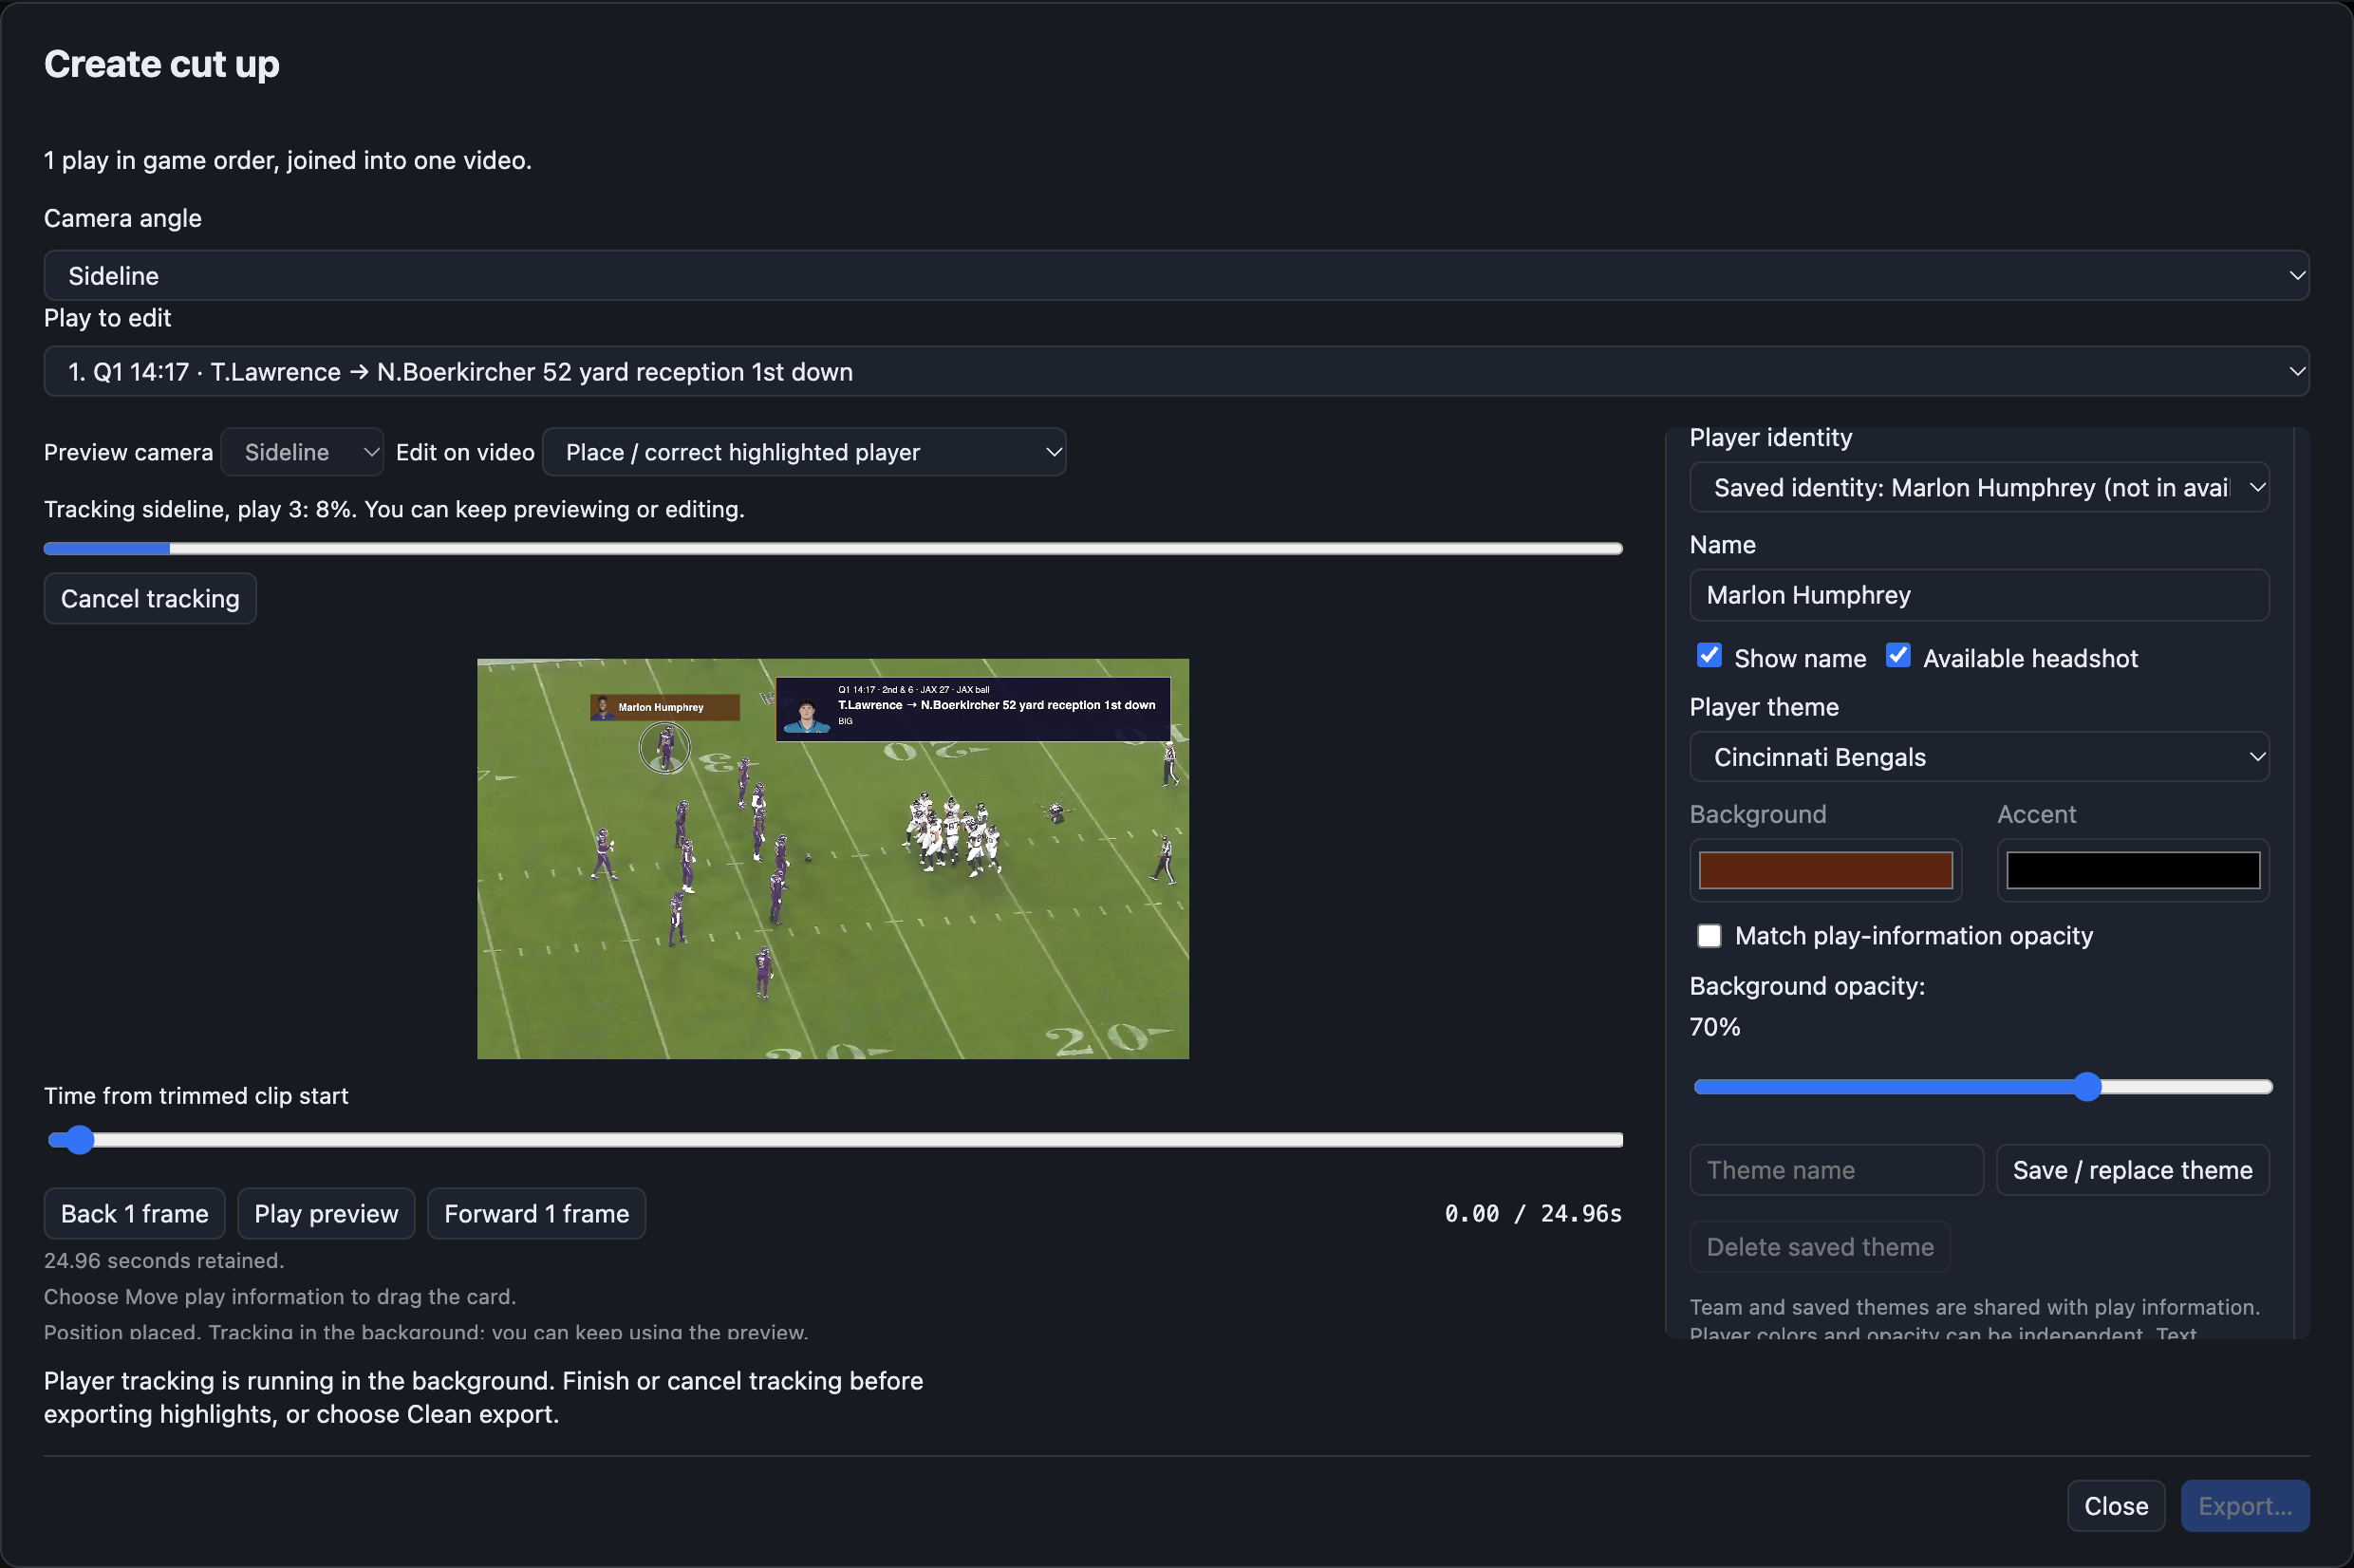 Create cut up
1 play in game order, joined into one video.
Camera angle
Sideline
Play to edit
1. Q1 14:17 · T.Lawrence → N.Boerkircher 52 yard reception 1st down
Preview camera
Sideline
Edit on video
Place / correct highlighted player
Tracking sideline, play 3: 8%. You can keep previewing or editing.
Cancel tracking
Marlon Humphrey
Q1 14:17 · 2nd & 6 · JAX 27 · JAX ball
T.Lawrence → N.Boerkircher 52 yard reception 1st down
BIG
3
20
20
20
Time from trimmed clip start
Back 1 frame
Play preview
Forward 1 frame
0.00 / 24.96s
24.96 seconds retained.
Choose Move play information to drag the card.
Position placed. Tracking in the background; you can keep using the preview.
Player identity
Saved identity: Marlon Humphrey (not in avai
Name
Marlon Humphrey
Show name
Available headshot
Player theme
Cincinnati Bengals
Background
Accent
Match play-information opacity
Background opacity:
70%
Theme name
Save / replace theme
Delete saved theme
Team and saved themes are shared with play information.
Player colors and opacity can be independent. Text
Player tracking is running in the background. Finish or cancel tracking before
exporting highlights, or choose Clean export.
Close
Export...